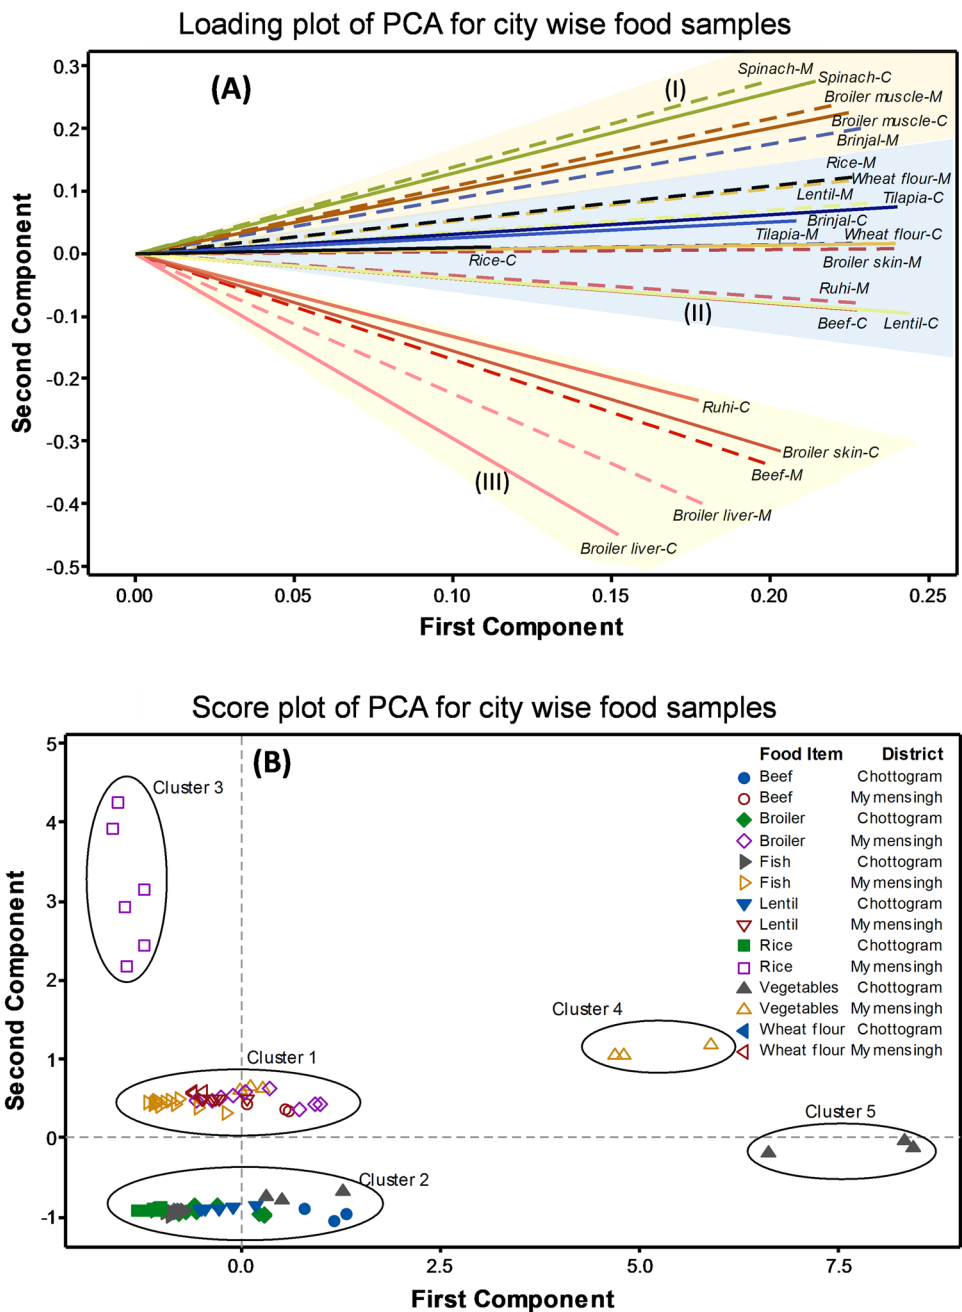 Loading plot of PCA for city wise food samples
(A)
0.3
0.2
0.1
0.0
-0.1
-0.2
-0.3
-0.4
-0.5
Second Component
Spinach-M
Spinach-C
(I)
Broiler muscle-M
Broiler muscle-C
Brinjal-M
Rice-M
Wheat flour-M
Lentil-M
Tilapia-C
Brinjal-C
Tilapia-M
Wheat flour-C
Rice-C
Broiler skin-M
Ruhi-M
(II)
Beef-C
Lentil-C
Ruhi-C
Broiler skin-C
Beef-M
(III)
Broiler liver-M
Broiler liver-C
0.00
0.05
0.10
0.15
0.20
0.25
First Component
Score plot of PCA for city wise food samples
(B)
5
4
3
2
1
0
-1
Second Component
Cluster 3
Food Item District
Beef Chottogram
Beef Mymensingh
Broiler Chottogram
Broiler Mymensingh
Fish Chottogram
Fish Mymensingh
Lentil Chottogram
Lentil Mymensingh
Rice Chottogram
Rice Mymensingh
Vegetables Chottogram
Vegetables Mymensingh
Wheat flour Chottogram
Wheat flour Mymensingh
Cluster 4
Cluster 1
Cluster 5
Cluster 2
0.0
2.5
5.0
7.5
First Component